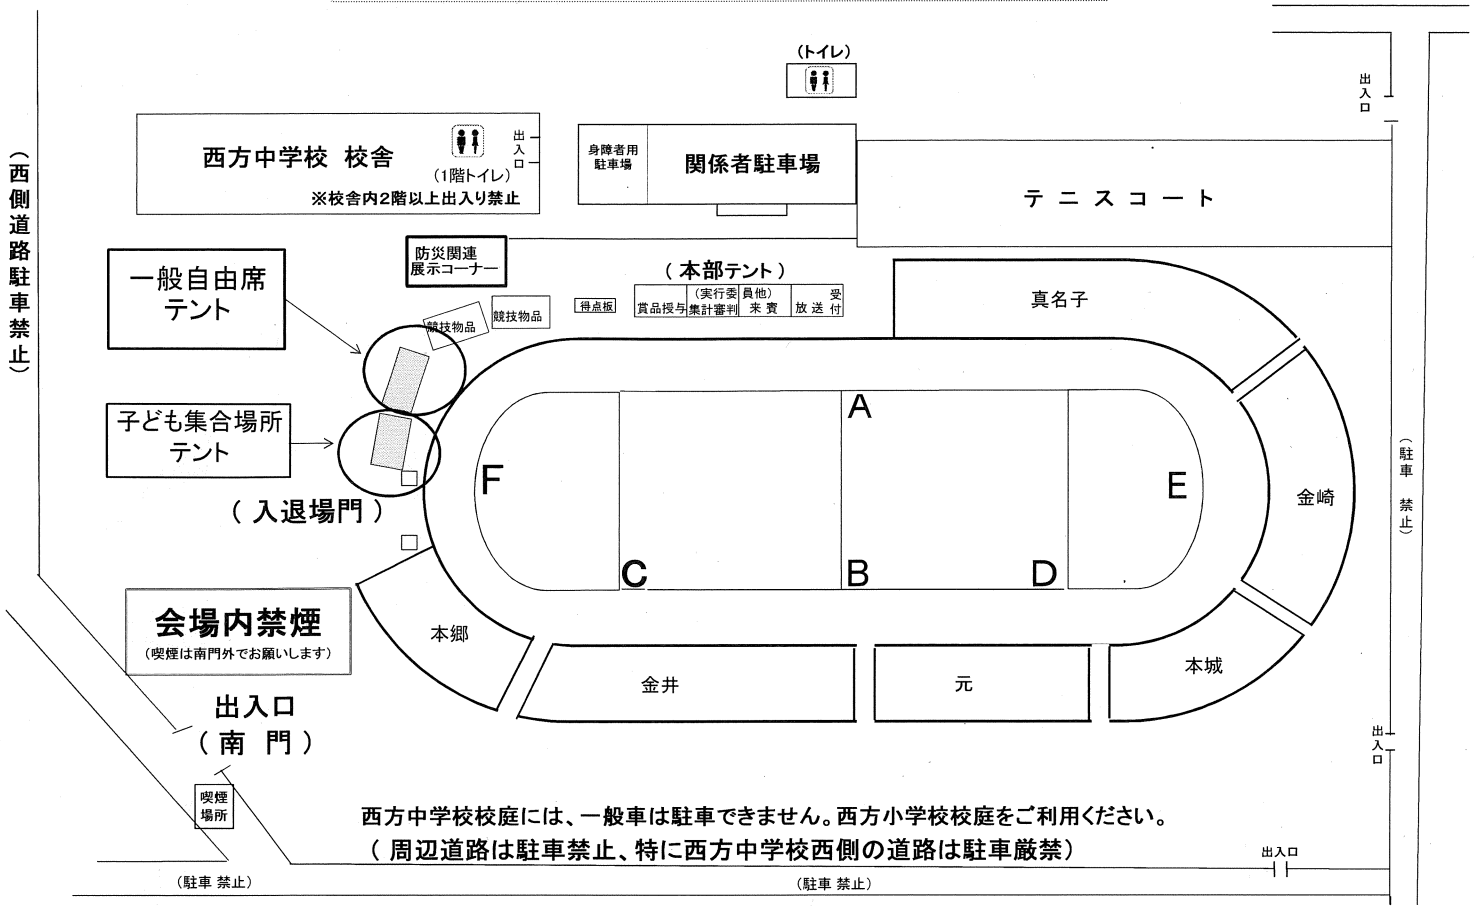 (トイレ)
出入口
西方中学校 校舎
出入口
(1階トイレ)
※校舎内2階以上出入り禁止
身障者用
駐車場
関係者駐車場
テニスコート
(西側道路駐車禁止)
防災関連
展示コーナー
一般自由席
テント
(本部テント)
競技物品
競技物品
得点板
賞品授与
(実行委員他)
集計審判
来賓
放送
受付
真名子
子ども集合場所
テント
A
F
E
(入退場門)
金崎
(駐車 禁止)
C
B
D
会場内禁煙
(喫煙は南門外でお願いします)
本郷
金井
元
本城
出入口
(南 門)
出入口
喫煙
場所
西方中学校校庭には、一般車は駐車できません。西方小学校校庭をご利用ください。
(周辺道路は駐車禁止、特に西方中学校西側の道路は駐車厳禁)
出入口
(駐車 禁止)
(駐車 禁止)